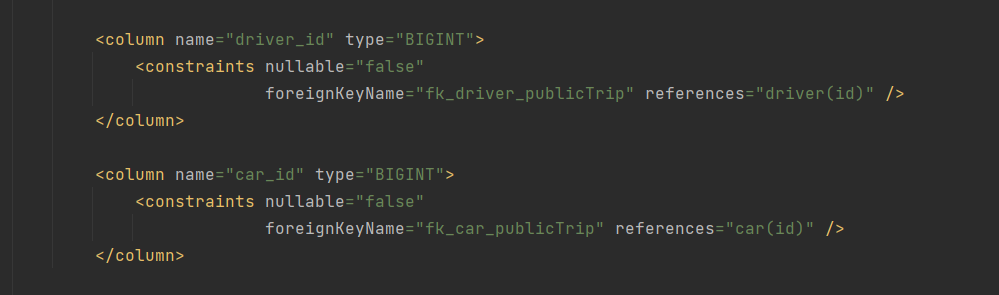 <column name="driver_id" type="BIGINT">
<constraints nullable="false"
foreignKeyName="fk_driver_publicTrip" references="driver(id)" />
</column>
<column name="car_id" type="BIGINT">
<constraints nullable="false"
foreignKeyName="fk_car_publicTrip" references="car(id)" />
</column>